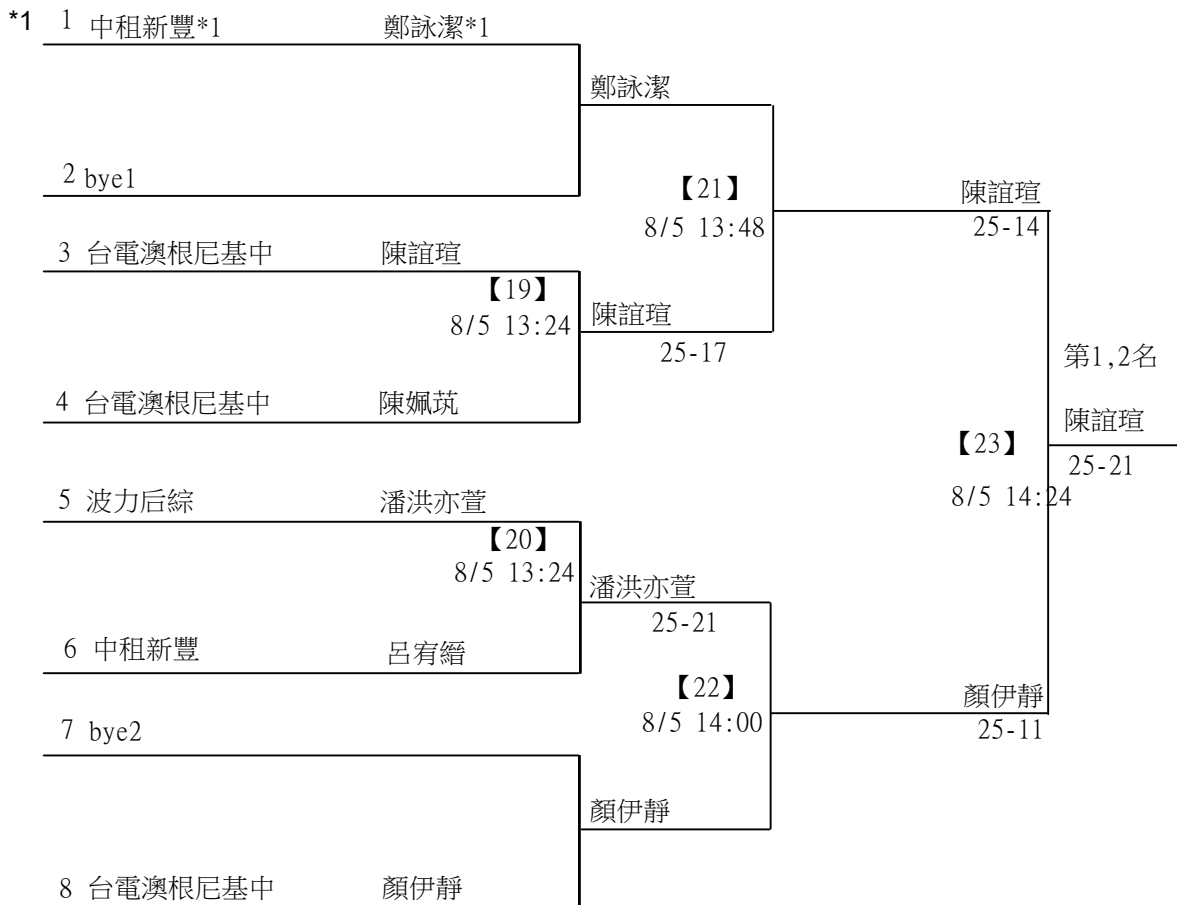 *1 1 中租新豐*1 鄭詠潔*1
鄭詠潔
2 bye1
【21】
8/5 13:48
陳誼瑄
25-14
3 台電澳根尼基中 陳誼瑄
【19】
8/5 13:24
陳誼瑄
25-17
第1,2名
4 台電澳根尼基中 陳姵茿
陳誼瑄
【23】
25-21
8/5 14:24
5 波力后綜 潘洪亦萱
【20】
8/5 13:24
潘洪亦萱
25-21
6 中租新豐 呂宥縉
【22】
8/5 14:00
顏伊靜
25-11
7 bye2
顏伊靜
8 台電澳根尼基中 顏伊靜